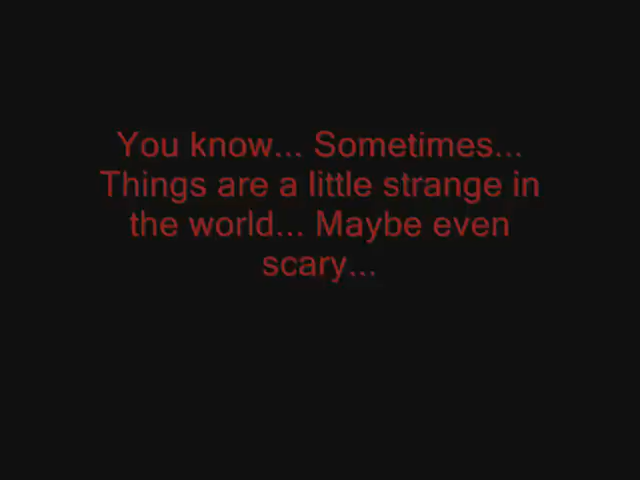 You know... Sometimes...
Things are a little strange in
the world... Maybe even
scary...